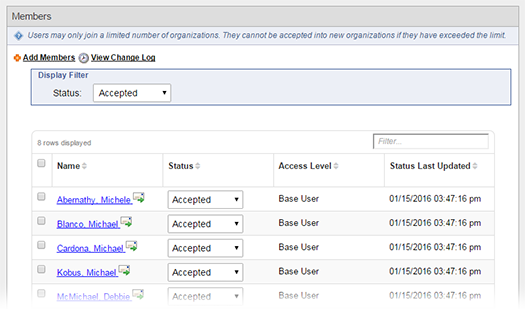 Members
Users may only join a limited number of organizations. They cannot be accepted into new organizations if they have exceeded the limit.
Add Members View Change Log
Display Filter
Status: Accepted
8 rows displayed Filter...
Name Status Access Level Status Last Updated
Abernathy, Michele Accepted Base User 01/15/2016 03:47:16 pm
Blanco, Michael Accepted Base User 01/15/2016 03:47:16 pm
Cardona, Michael Accepted Base User 01/15/2016 03:47:16 pm
Kobus, Michael Accepted Base User 01/15/2016 03:47:16 pm
McMichael, Debbie Accepted Base User 01/15/2016 03:47:16 pm